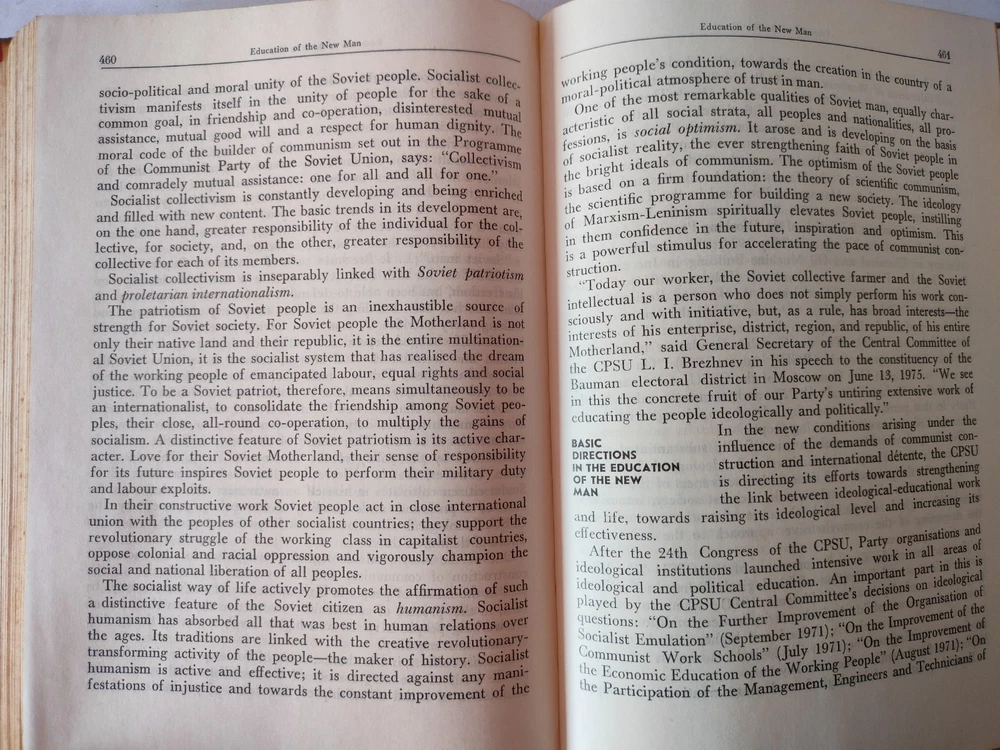 460
Education of the New Man
socio-political and moral unity of the Soviet people. Socialist collec-
tivism manifests itself in the unity of people for the sake of a
common goal, in friendship and co-operation, disinterested mutual
assistance, mutual good will and a respect for human dignity. The
moral code of the builder of communism set out in the Programme
of the Communist Party of the Soviet Union, says: “Collectivism
and comradely mutual assistance: one for all and all for one.”
Socialist collectivism is constantly developing and being enriched
and filled with new content. The basic trends in its development are,
on the one hand, greater responsibility of the individual for the col-
lective, for society, and, on the other, greater responsibility of the
collective for each of its members.
Socialist collectivism is inseparably linked with Soviet patriotism
and proletarian internationalism.
The patriotism of Soviet people is an inexhaustible source of
strength for Soviet society. For Soviet people the Motherland is not
only their native land and their republic, it is the entire multination-
al Soviet Union, it is the socialist system that has realised the dream
of the working people of emancipated labour, equal rights and social
justice. To be a Soviet patriot, therefore, means simultaneously to be
an internationalist, to consolidate the friendship among Soviet peo-
ples, their close, all-round co-operation, to multiply the gains of
socialism. A distinctive feature of Soviet patriotism is its active char-
acter. Love for their Soviet Motherland, their sense of responsibility
for its future inspires Soviet people to perform their military duty
and labour exploits.
In their constructive work Soviet people act in close international
union with the peoples of other socialist countries; they support the
revolutionary struggle of the working class in capitalist countries,
oppose colonial and racial oppression and vigorously champion the
social and national liberation of all peoples.
The socialist way of life actively promotes the affirmation of such
a distinctive feature of the Soviet citizen as humanism. Socialist
humanism has absorbed all that was best in human relations over
the ages. Its traditions are linked with the creative revolutionary-
transforming activity of the people—the maker of history. Socialist
humanism is active and effective; it is directed against any mani-
festations of injustice and towards the constant improvement of the
Education of the New Man
461
working people’s condition, towards the creation in the country of a
moral-political atmosphere of trust in man.
One of the most remarkable qualities of Soviet man, equally char-
acteristic of all social strata, all peoples and nationalities, all pro-
fessions, is social optimism. It arose and is developing on the basis
of socialist reality, the ever strengthening faith of Soviet people in
the bright ideals of communism. The optimism of the Soviet people
is based on a firm foundation: the theory of scientific communism,
the scientific programme for building a new society. The ideology
of Marxism-Leninism spiritually elevates Soviet people, instilling
in them confidence in the future, inspiration and optimism. This
is a powerful stimulus for accelerating the pace of communist con-
struction.
“Today our worker, the Soviet collective farmer and the Soviet
intellectual is a person who does not simply perform his work con-
sciously and with initiative, but, as a rule, has broad interests—the
interests of his enterprise, district, region, and republic, of his entire
Motherland,” said General Secretary of the Central Committee of
the CPSU L. I. Brezhnev in his speech to the constituency of the
Bauman electoral district in Moscow on June 13, 1975. “We see
in this the concrete fruit of our Party’s untiring extensive work of
educating the people ideologically and politically.”
BASIC
DIRECTIONS
IN THE EDUCATION
OF THE NEW
MAN
In the new conditions arising under the
influence of the demands of communist con-
struction and international détente, the CPSU
is directing its efforts towards strengthening
the link between ideological-educational work
and life, towards raising its ideological level and increasing its
effectiveness.
After the 24th Congress of the CPSU, Party organisations and
ideological institutions launched intensive work in all areas of
ideological and political education. An important part in this is
played by the CPSU Central Committee’s decisions on ideological
questions: “On the Further Improvement of the Organisation of
Socialist Emulation” (September 1971); “On the Improvement of the
Communist Work Schools” (July 1971); “On the Improvement of
the Economic Education of the Working People” (August 1971); “On
the Participation of the Management, Engineers and Technicians of